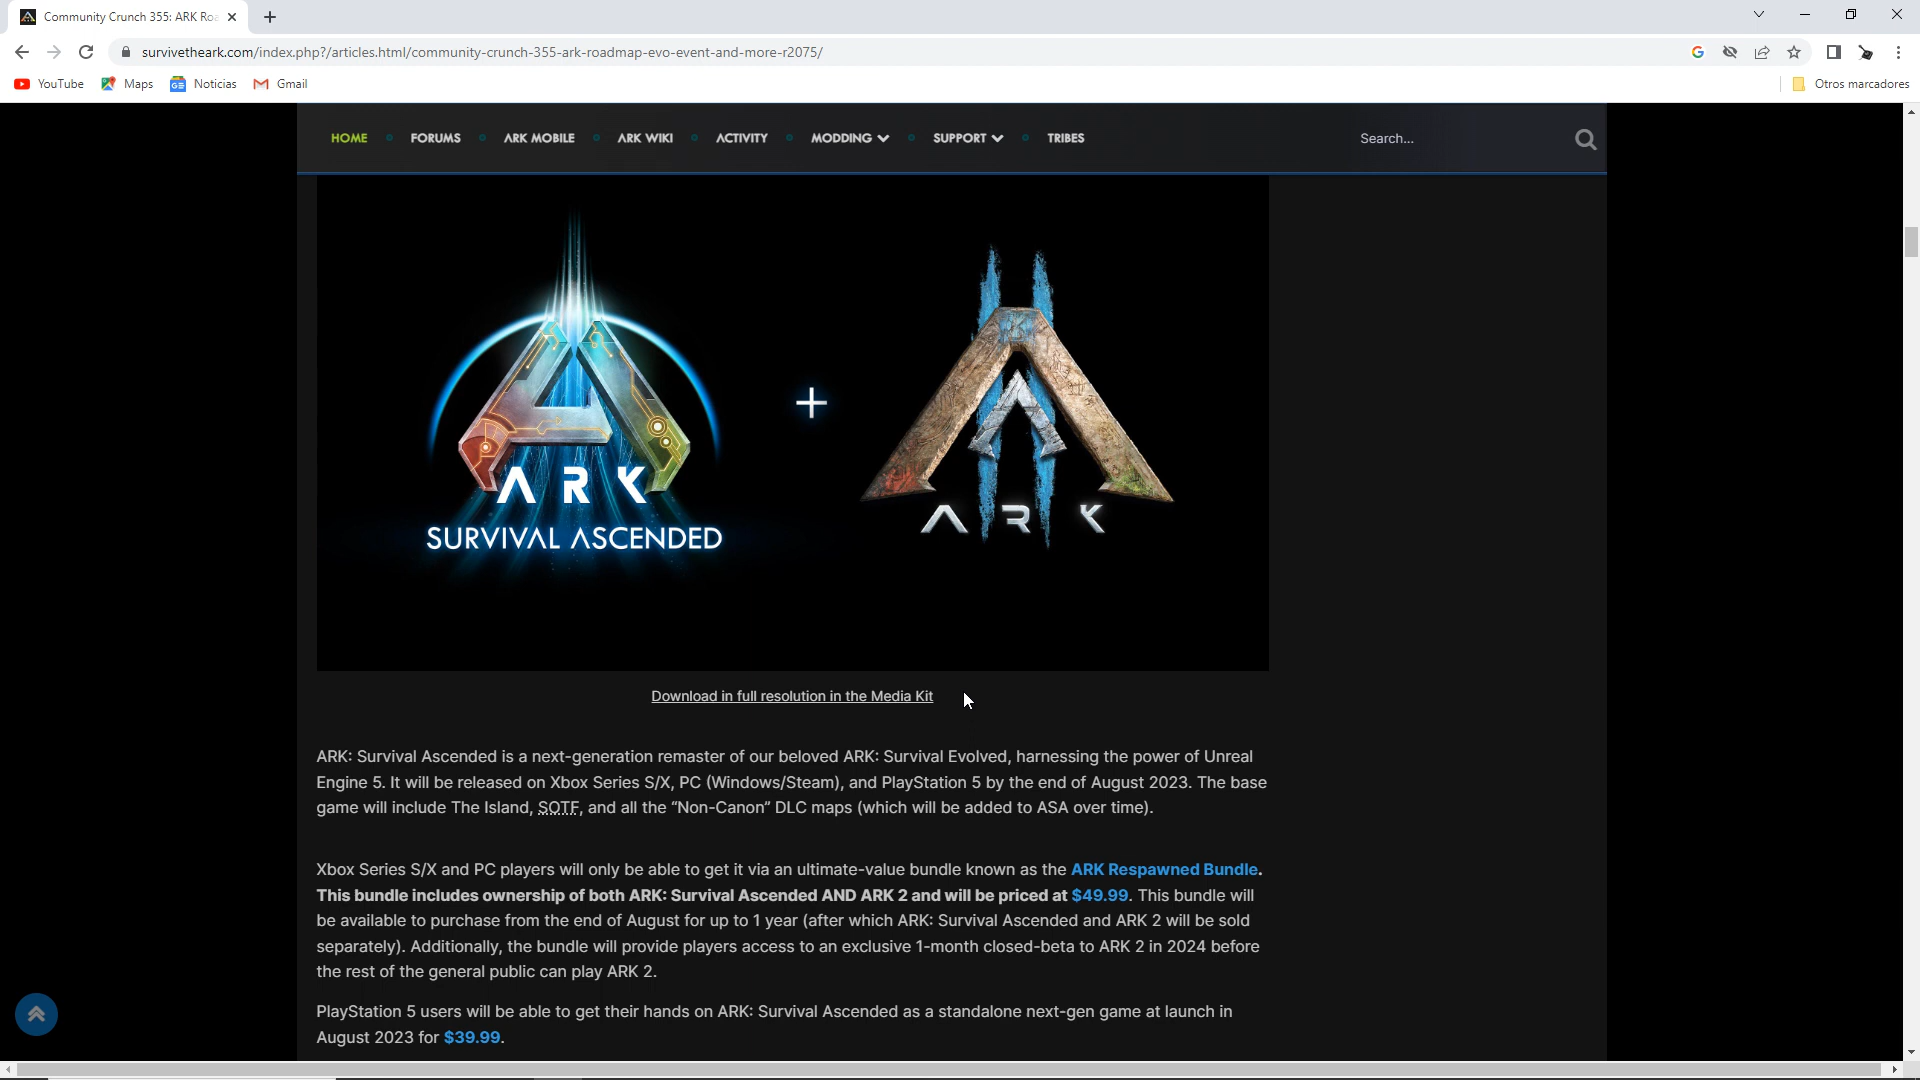 Community Crunch 355: ARK Roa
survivetheark.com/index.php?/articles.html/community-crunch-355-ark-roadmap-evo-event-and-more-r2075/
YouTube Maps Noticias Gmail Otros marcadores
HOME FORUMS ARK MOBILE ARK WIKI ACTIVITY MODDING SUPPORT TRIBES Search...
ARK
SURVIVAL ASCENDED
+
ARK
Download in full resolution in the Media Kit
ARK: Survival Ascended is a next-generation remaster of our beloved ARK: Survival Evolved, harnessing the power of Unreal
Engine 5. It will be released on Xbox Series S/X, PC (Windows/Steam), and PlayStation 5 by the end of August 2023. The base
game will include The Island, SOTF, and all the “Non-Canon” DLC maps (which will be added to ASA over time).
Xbox Series S/X and PC players will only be able to get it via an ultimate-value bundle known as the ARK Respawned Bundle.
This bundle includes ownership of both ARK: Survival Ascended AND ARK 2 and will be priced at $49.99. This bundle will
be available to purchase from the end of August for up to 1 year (after which ARK: Survival Ascended and ARK 2 will be sold
separately). Additionally, the bundle will provide players access to an exclusive 1-month closed-beta to ARK 2 in 2024 before
the rest of the general public can play ARK 2.
PlayStation 5 users will be able to get their hands on ARK: Survival Ascended as a standalone next-gen game at launch in
August 2023 for $39.99.